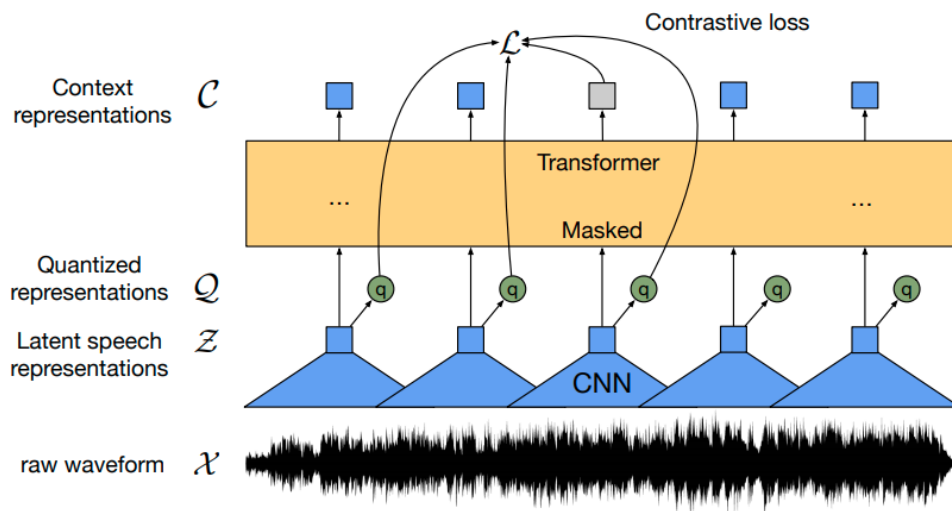 Contrastive loss
ℒ
Context
representations
𝒞
Transformer
... ...
Masked
Quantized
representations
𝒬
q q q q q
Latent speech
representations
𝒵
CNN
raw waveform
𝒳